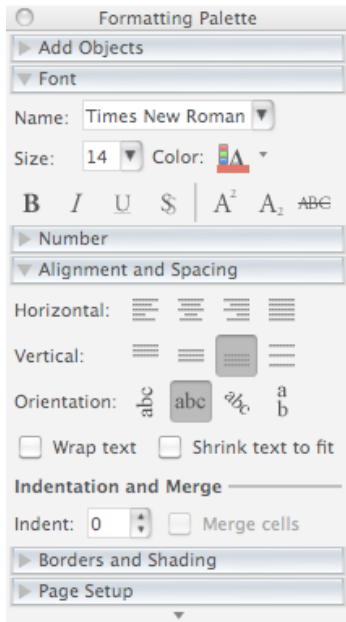 Formatting Palette
Add Objects
Font
Name: Times New Roman
Size: 14 Color: A
B I U S A² A₂ ABC
Number
Alignment and Spacing
Horizontal:
Vertical:
Orientation: abc abc abc a b
Wrap text Shrink text to fit
Indentation and Merge
Indent: 0 Merge cells
Borders and Shading
Page Setup